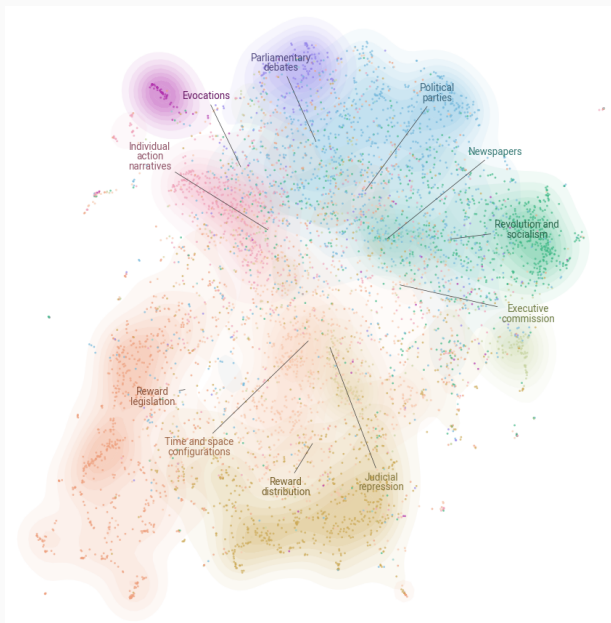 Parliamentary
debates
Evocations
Political
parties
Individual
action
narratives
Newspapers
Revolution and
socialism
Executive
commission
Reward
legislation
Time and space
configurations
Reward
distribution
Judicial
repression